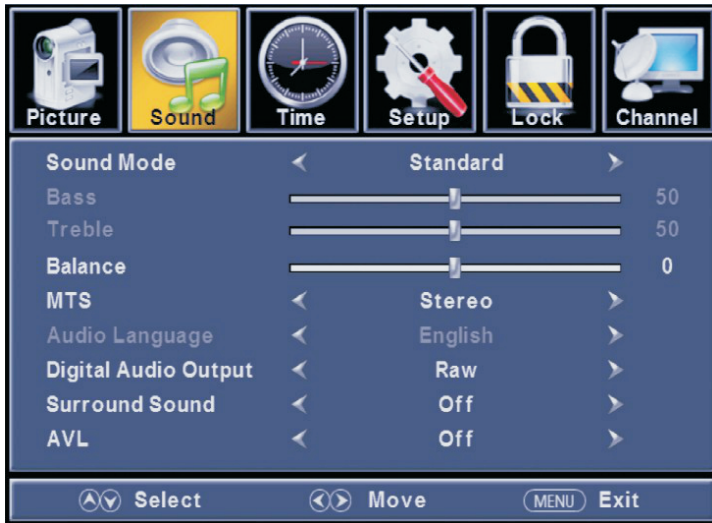 Picture Sound Time Setup Lock Channel
Sound Mode Standard
Bass 50
Treble 50
Balance 0
MTS Stereo
Audio Language English
Digital Audio Output Raw
Surround Sound Off
AVL Off
Select Move MENU Exit